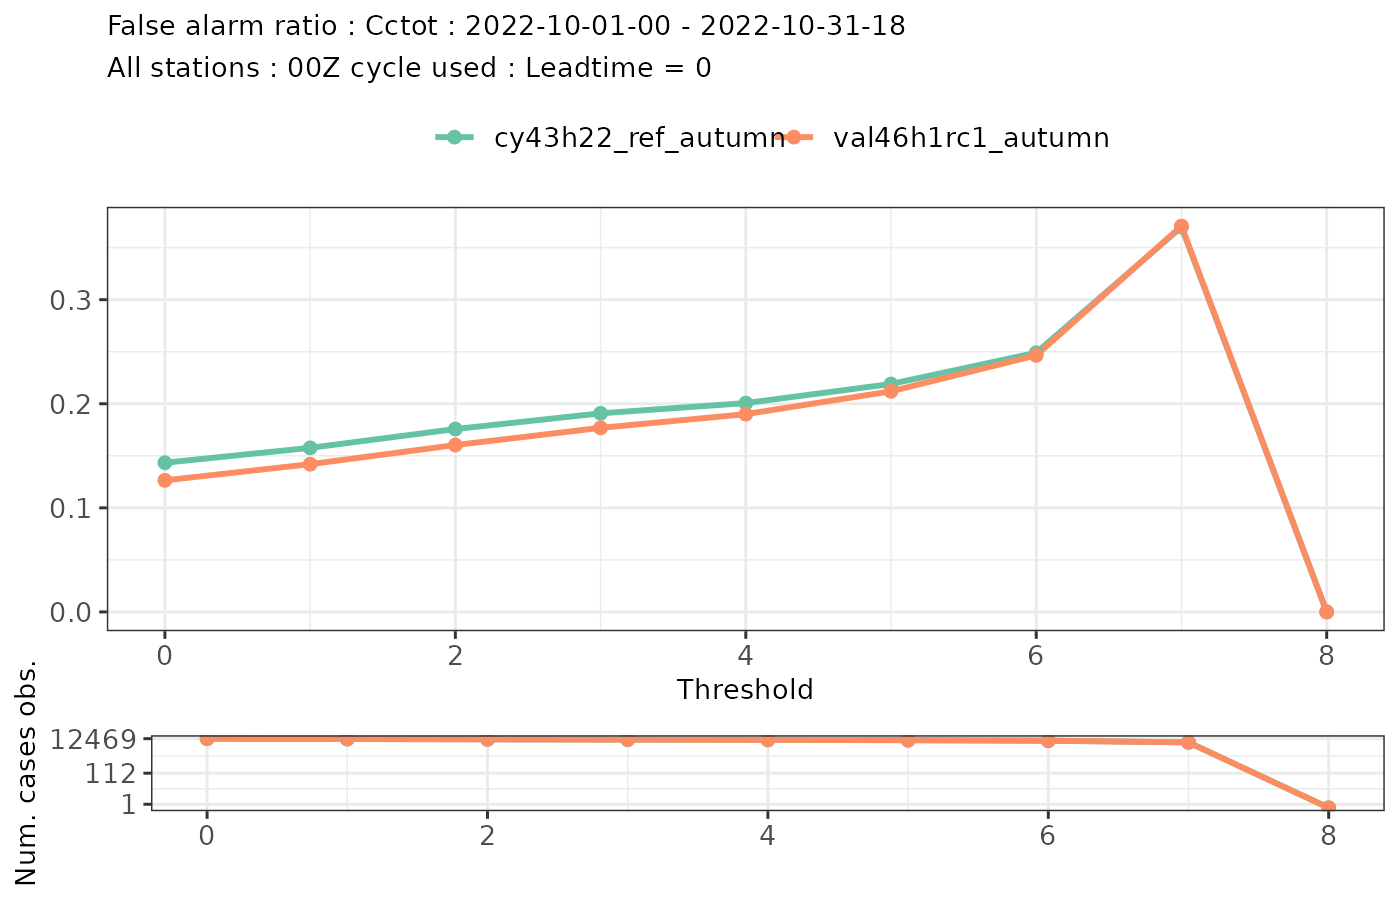 False alarm ratio : Cctot : 2022-10-01-00 - 2022-10-31-18
All stations : 00Z cycle used : Leadtime = 0
cy43h22_ref_autumn val46h1rc1_autumn
0.3
0.2
0.1
0.0
0 2 4 6 8
Threshold
Num. cases obs.
12469
112
1
0 2 4 6 8